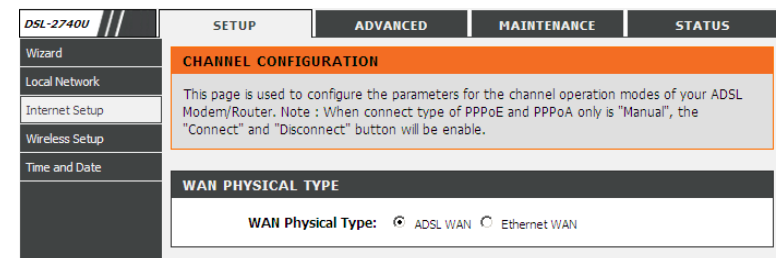 DSL-2740U
SETUP
ADVANCED
MAINTENANCE
STATUS
Wizard
Local Network
Internet Setup
Wireless Setup
Time and Date
CHANNEL CONFIGURATION
This page is used to configure the parameters for the channel operation modes of your ADSL
Modem/Router. Note : When connect type of PPPoE and PPPoA only is "Manual", the
"Connect" and "Disconnect" button will be enable.
WAN PHYSICAL TYPE
WAN Physical Type: ADSL WAN Ethernet WAN